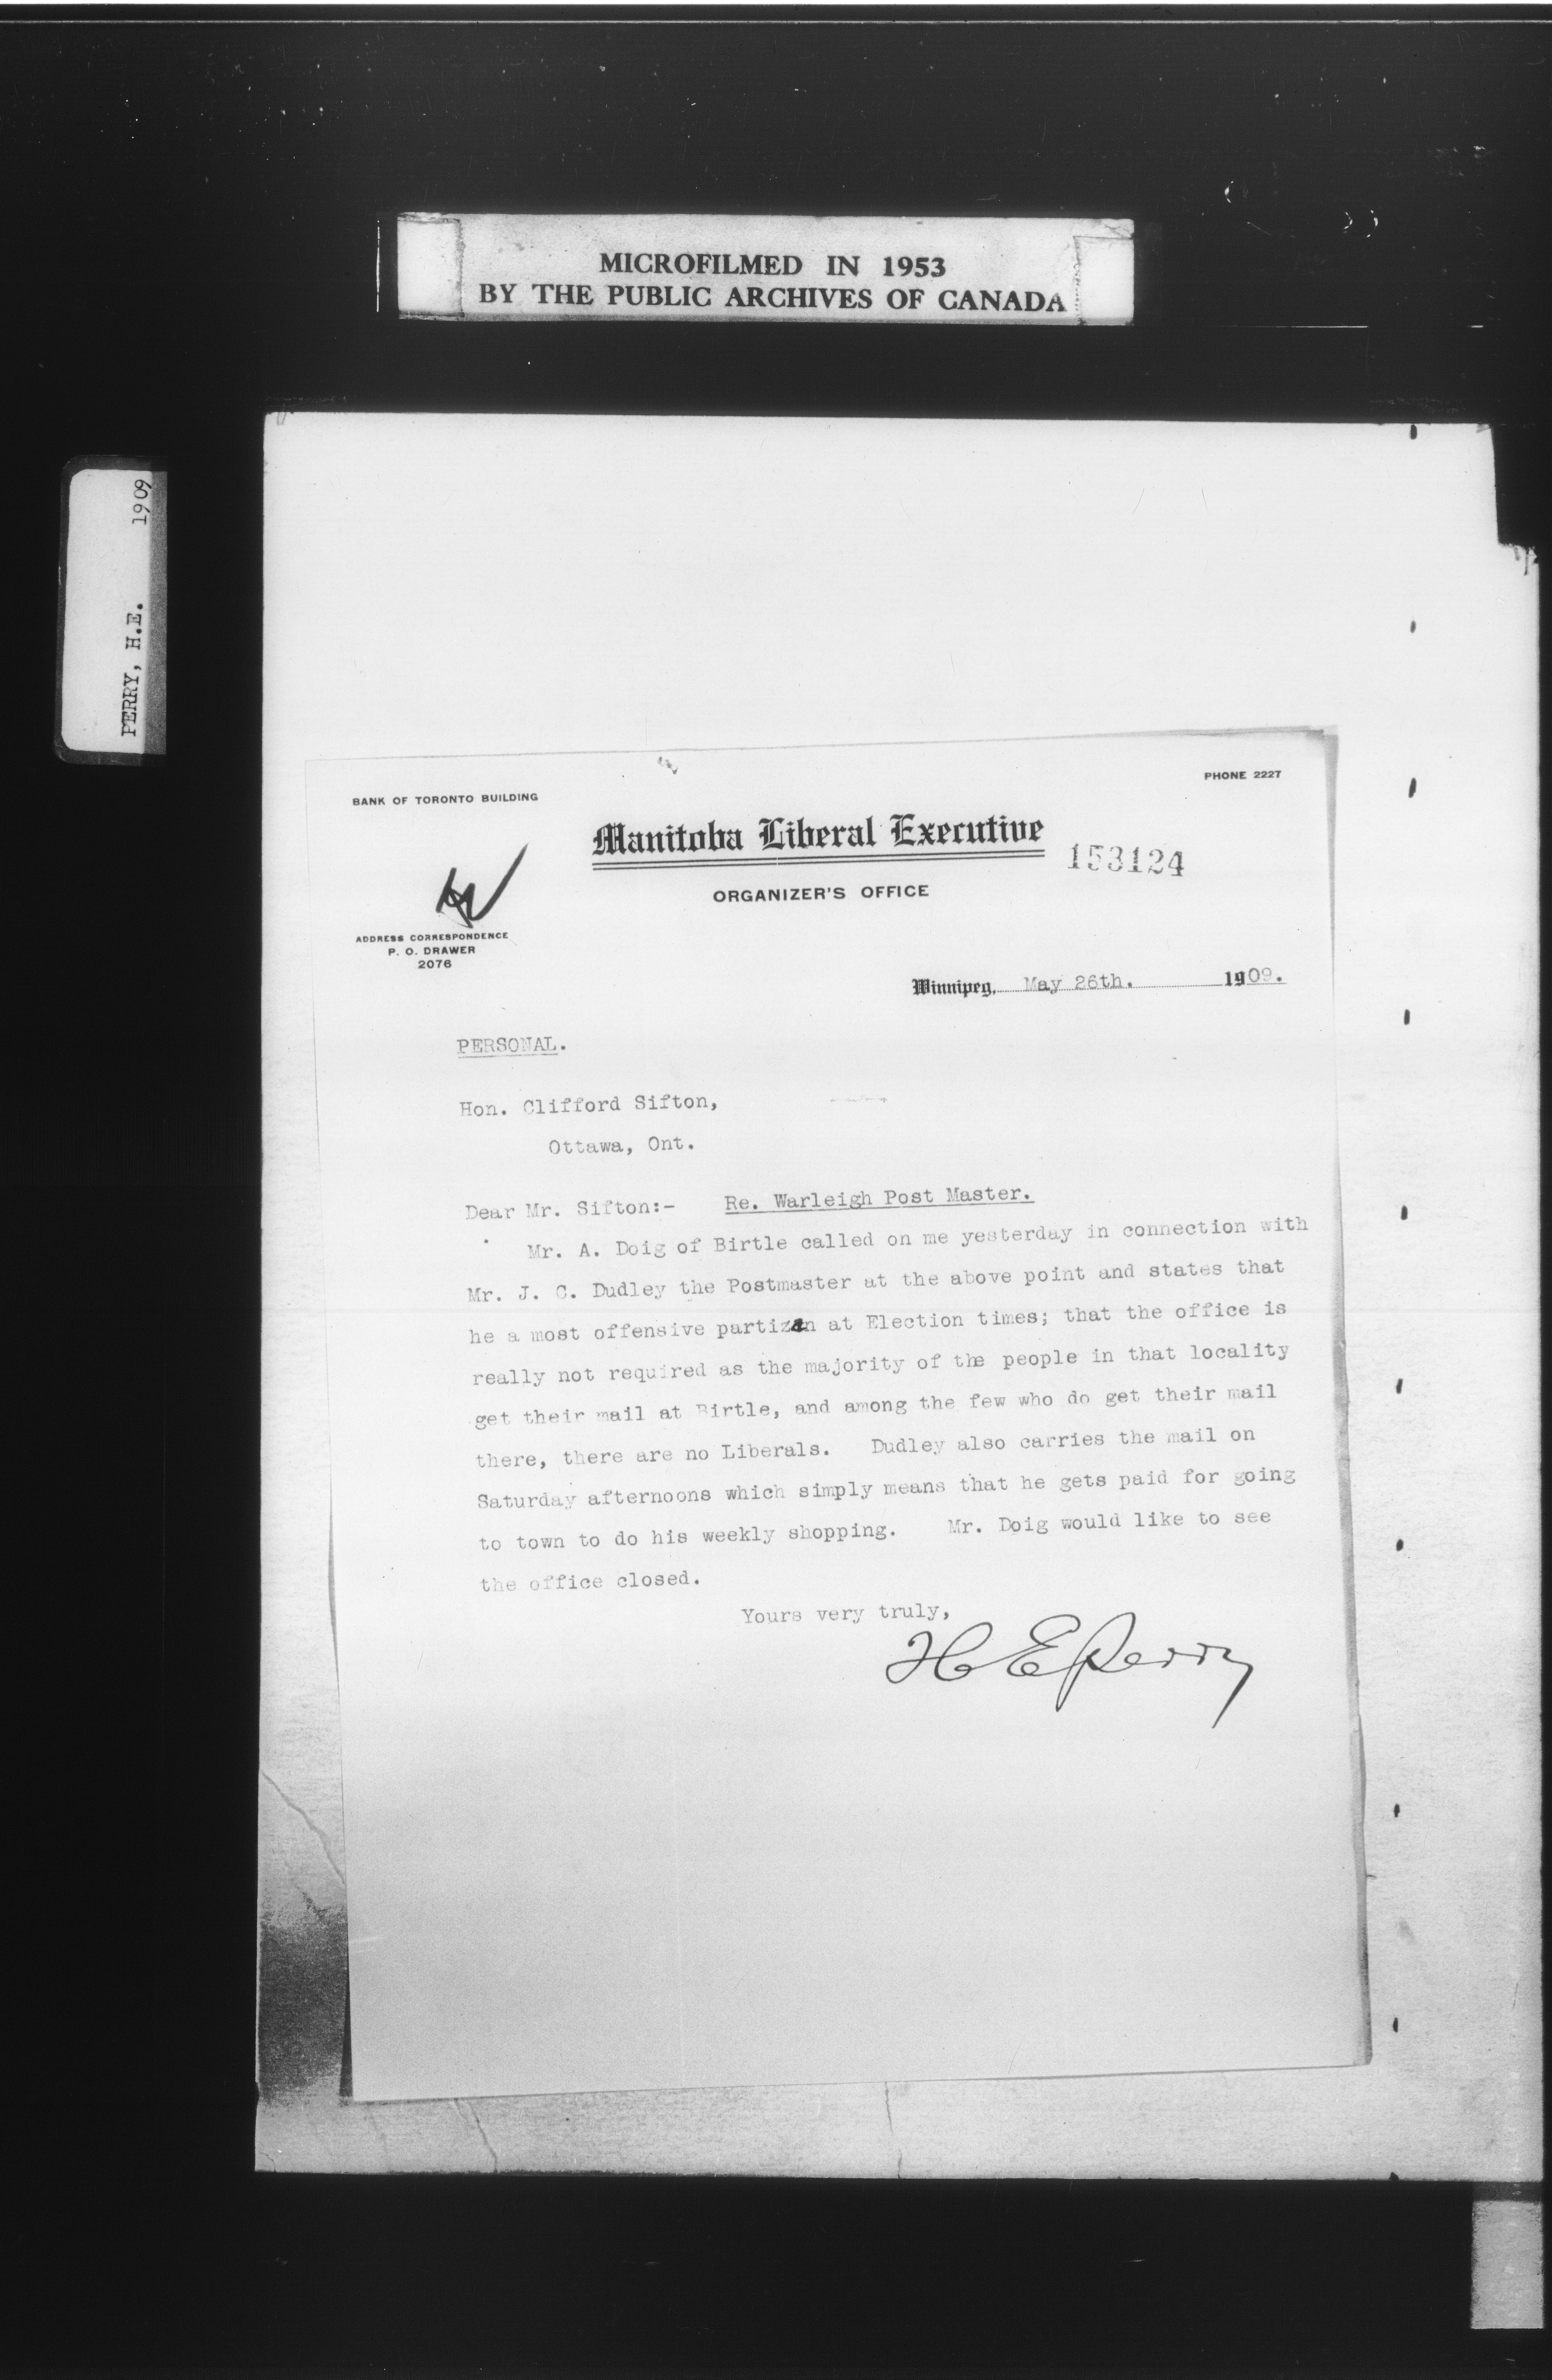 MICROFILMED IN 1953
BY THE PUBLIC ARCHIVES OF CANADA
PERRY, H.E. 1909
BANK OF TORONTO BUILDING
PHONE 2227
Manitoba Liberal Executive
153124
ORGANIZER'S OFFICE
ADDRESS CORRESPONDENCE
P. O. DRAWER
2076
Winnipeg, May 26th. 1909.
PERSONAL.
Hon. Clifford Sifton,
Ottawa, Ont.
Dear Mr. Sifton:- Re. Warleigh Post Master.
Mr. A. Doig of Birtle called on me yesterday in connection with
Mr. J. C. Dudley the Postmaster at the above point and states that
he a most offensive partizan at Election times; that the office is
really not required as the majority of the people in that locality
get their mail at Birtle, and among the few who do get their mail
there, there are no Liberals. Dudley also carries the mail on
Saturday afternoons which simply means that he gets paid for going
to town to do his weekly shopping. Mr. Doig would like to see
the office closed.
Yours very truly,
H E Perry